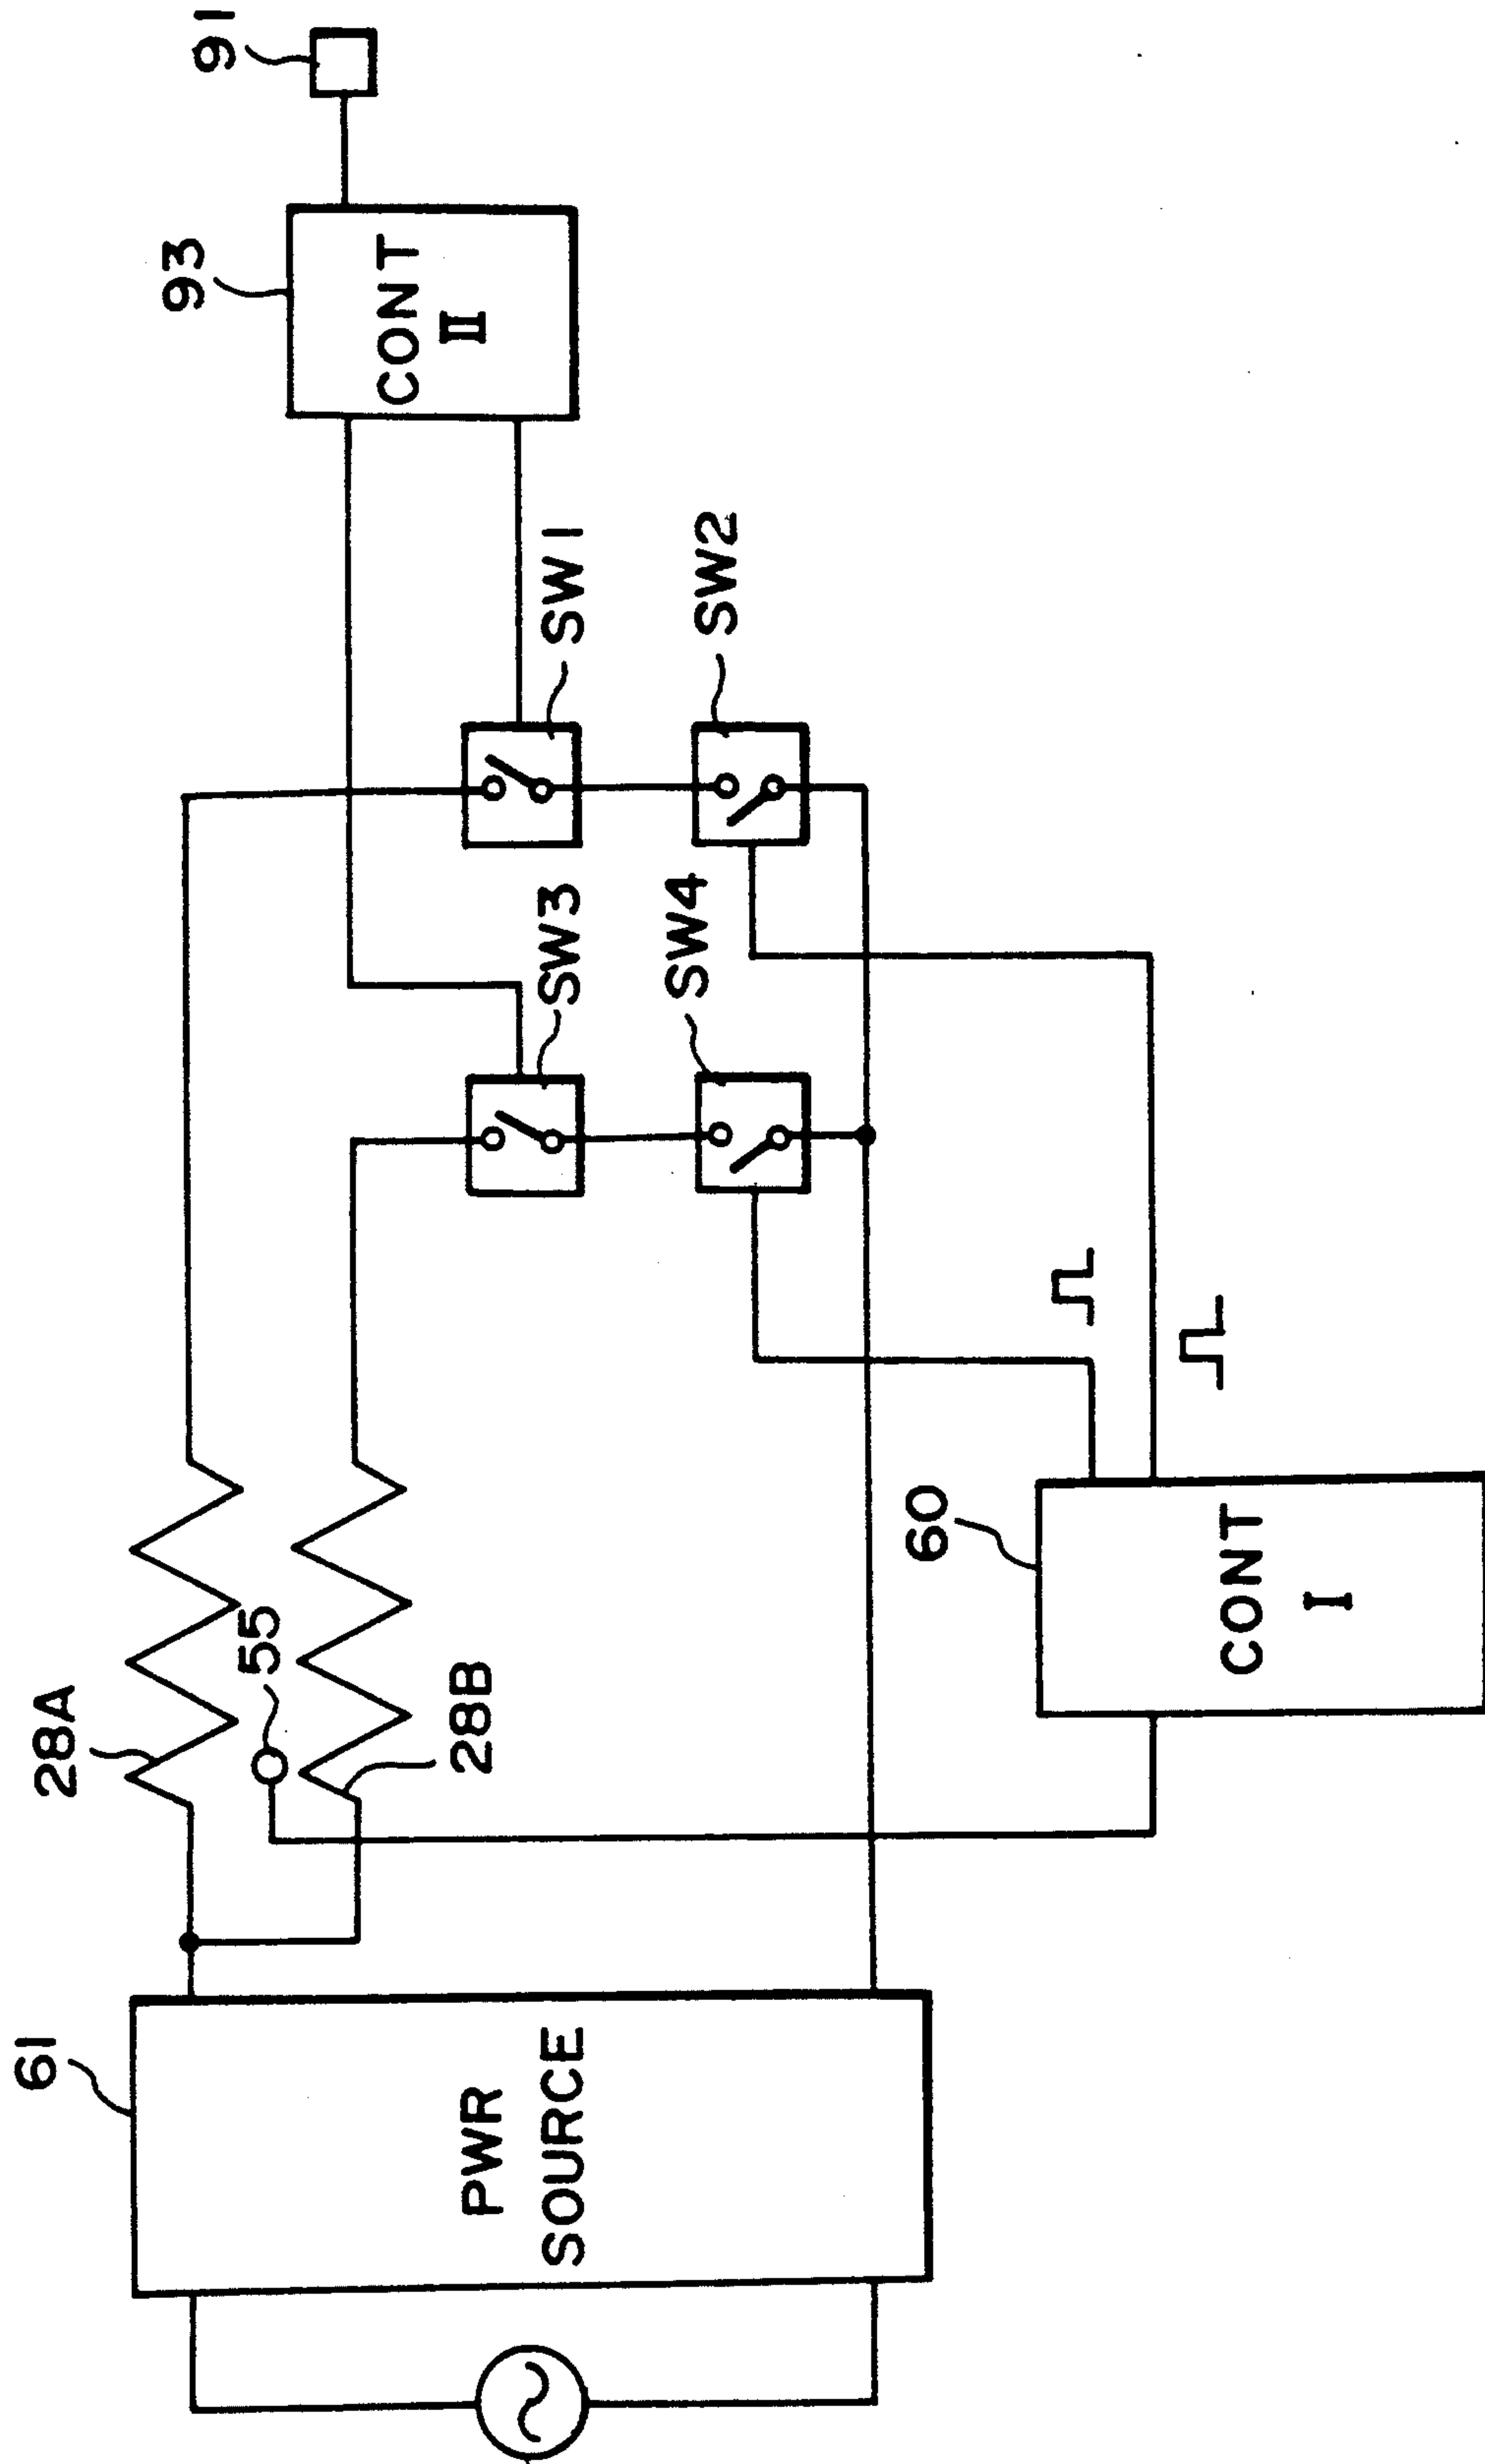 61
PWR
SOURCE
28A
55
28B
60
CONT
I
SW3
SW4
SW1
SW2
93
CONT
II
91